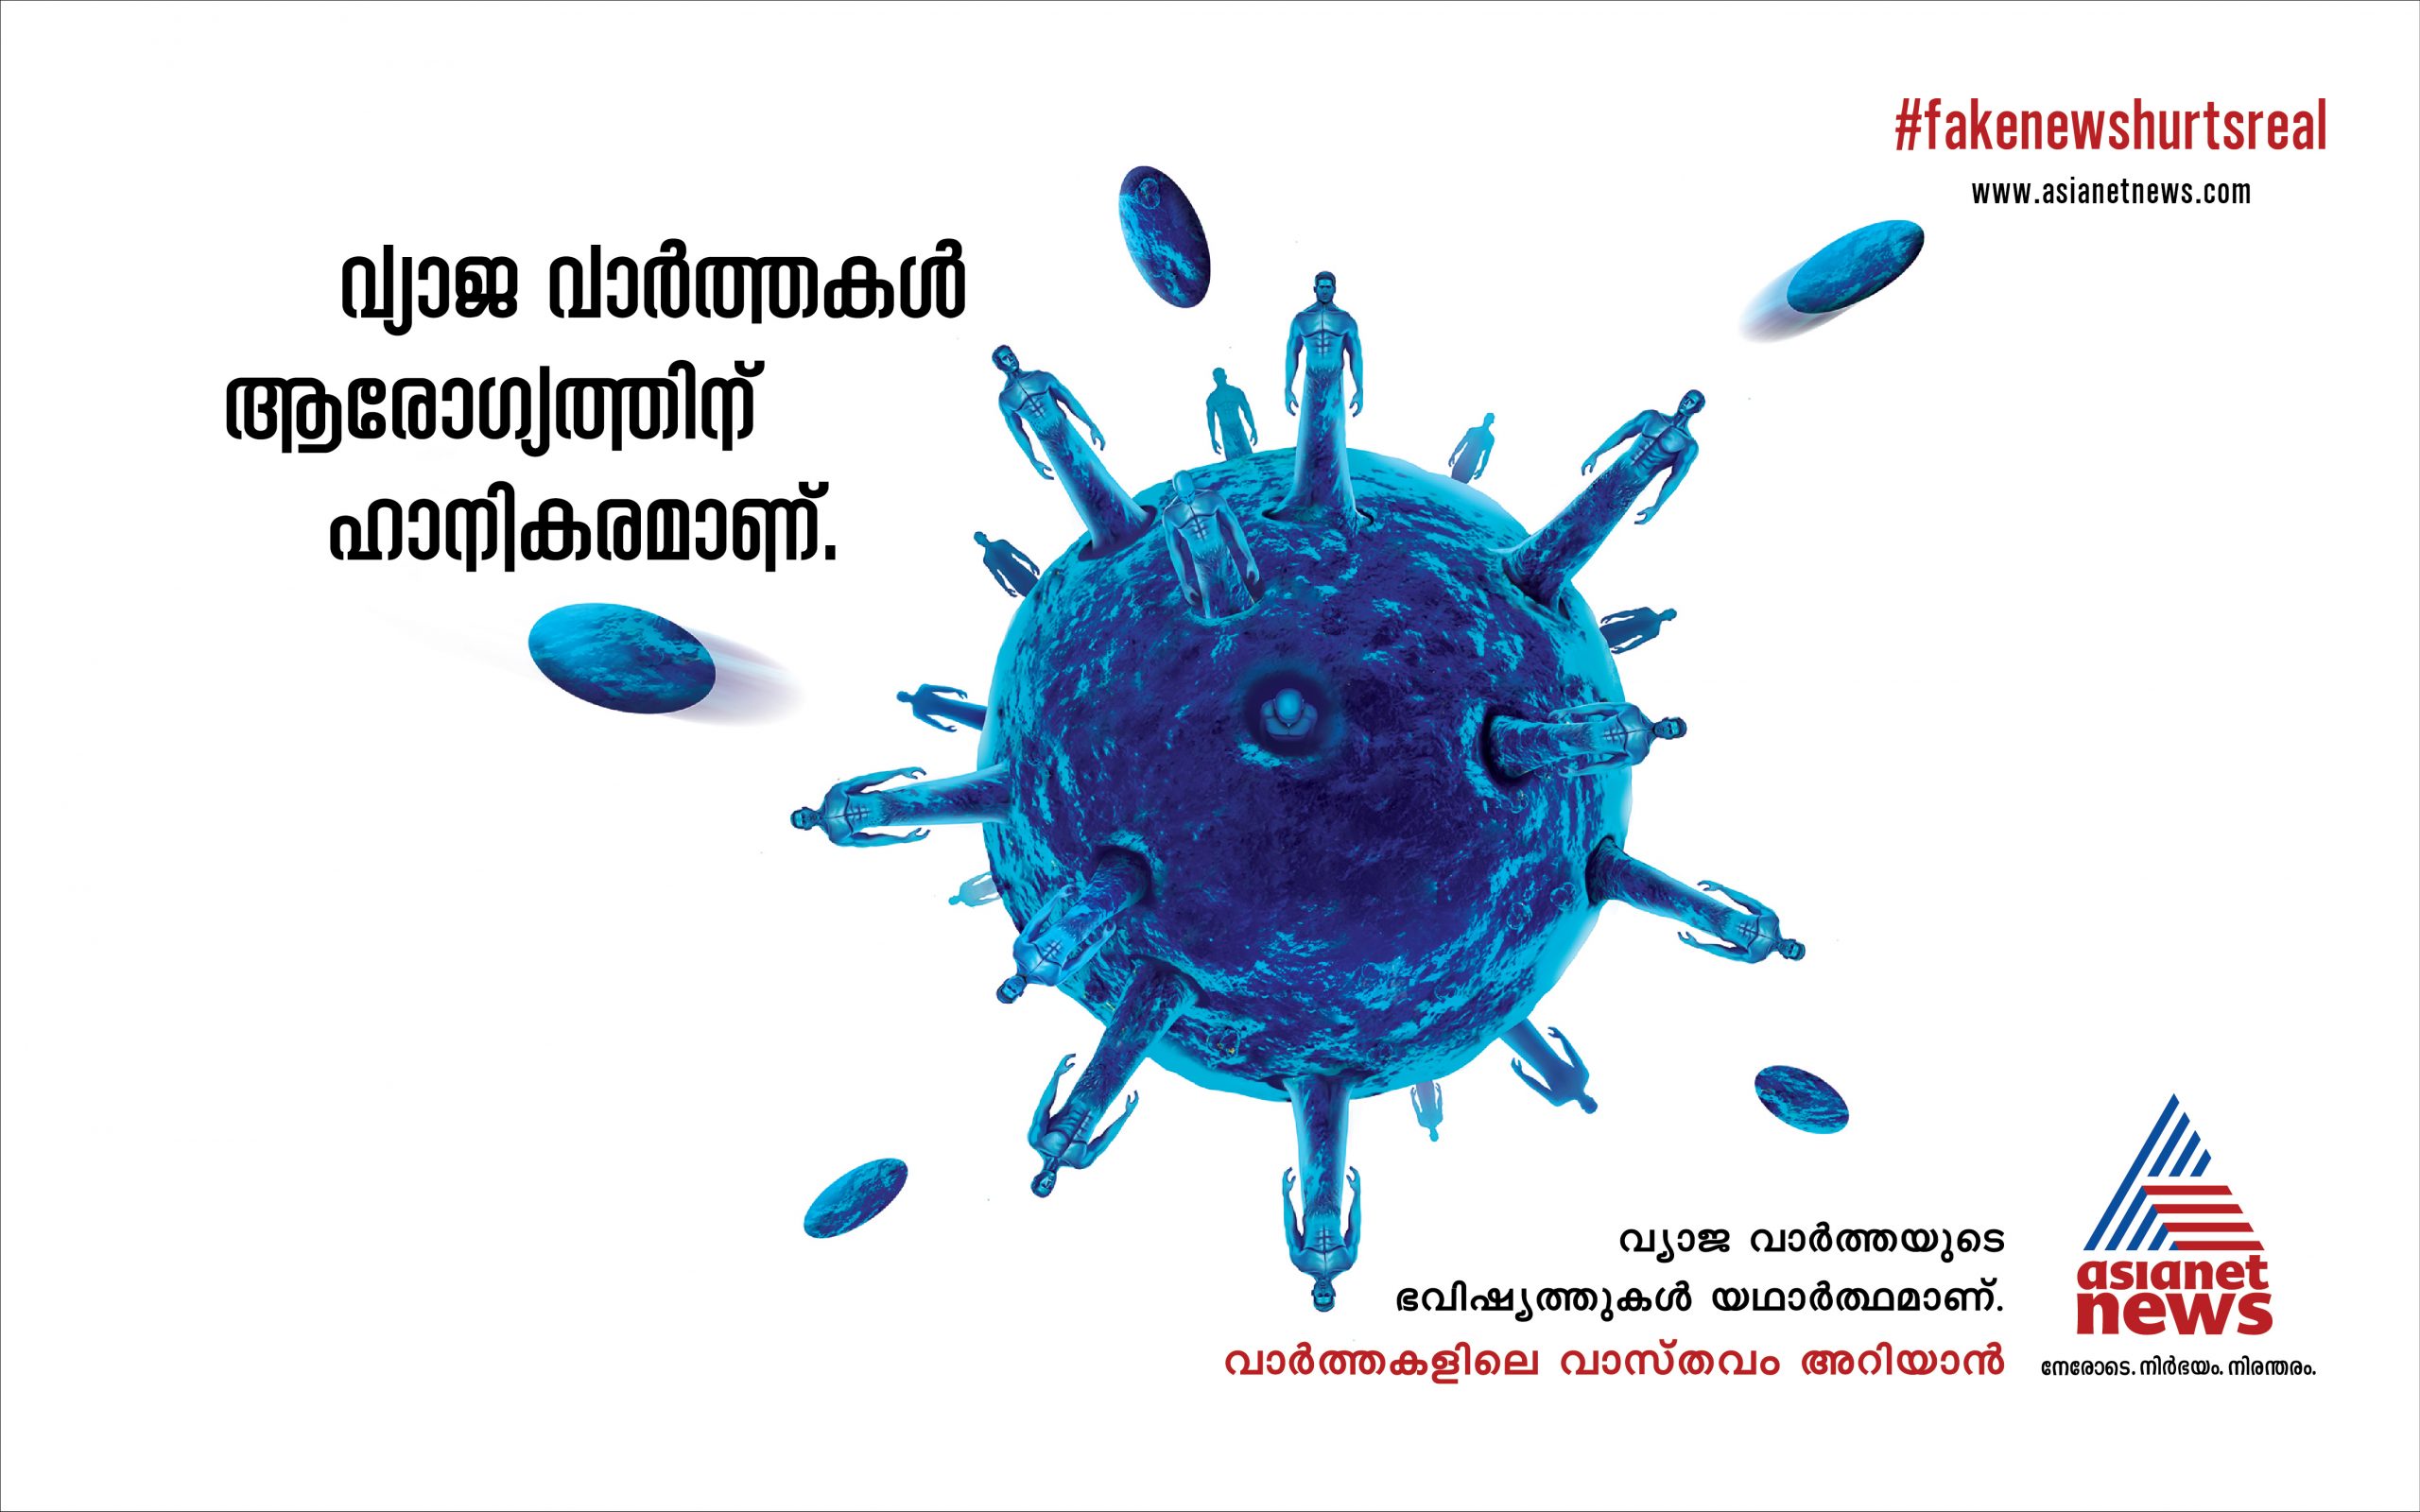 #fakenewshurtsreal
www.asianetnews.com
വ്യാജ വാർത്തകൾ
ആരോഗ്യത്തിന്
ഹാനികരമാണ്.
വ്യാജ വാർത്തയുടെ
ഭവിഷ്യത്തുകൾ യഥാർത്ഥമാണ്.
വാർത്തകളിലെ വാസ്തവം അറിയാൻ
asianet
news
നേരോടെ. നിർഭയം. നിരന്തരം.